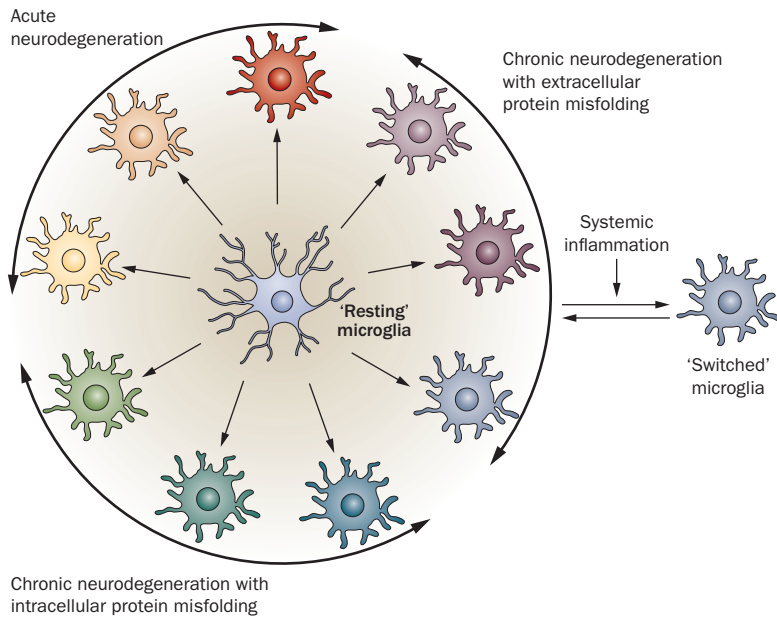 Acute
neurodegeneration
Chronic neurodegeneration
with extracellular
protein misfolding
Systemic
inflammation
‘Resting’
microglia
‘Switched’
microglia
Chronic neurodegeneration with
intracellular protein misfolding